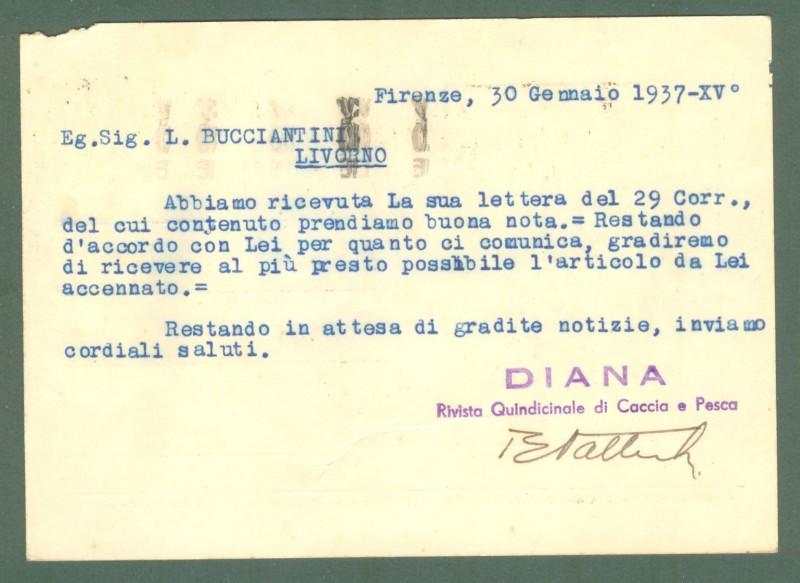 Firenze, 30 Gennaio 1937-XV°
Eg.Sig. L. BUCCIANTINI
LIVORNO
Abbiamo ricevuta La sua lettera del 29 Corr.,
del cui contenuto prendiamo buona nota.= Restando
d'accordo con Lei per quanto ci comunica, gradiremo
di ricevere al più presto possibile l'articolo da Lei
accennato.=
Restando in attesa di gradite notizie, inviamo
cordiali saluti.
DIANA
Rivista Quindicinale di Caccia e Pesca